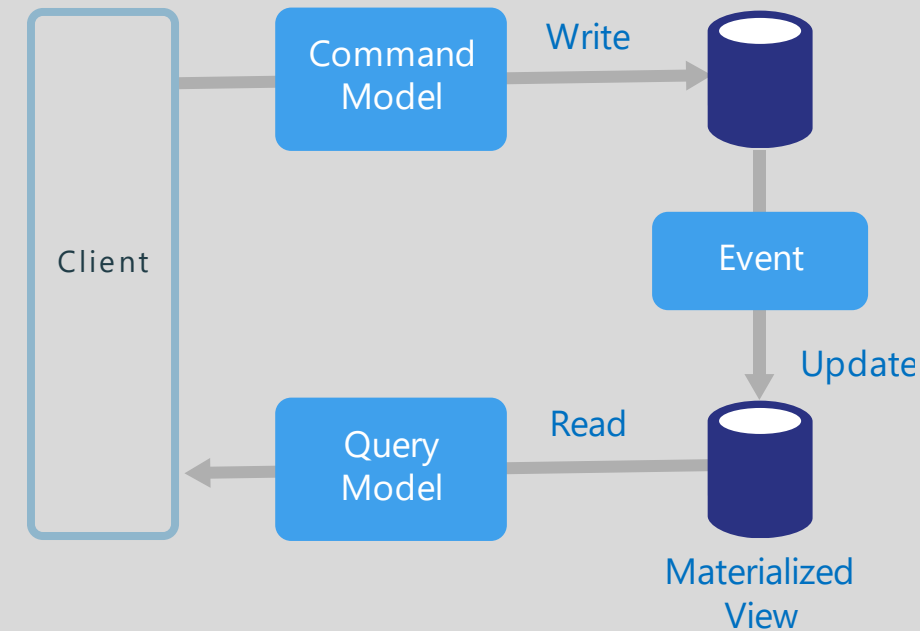 Command
Model
Write
Client
Event
Update
Query
Model
Read
Materialized
View